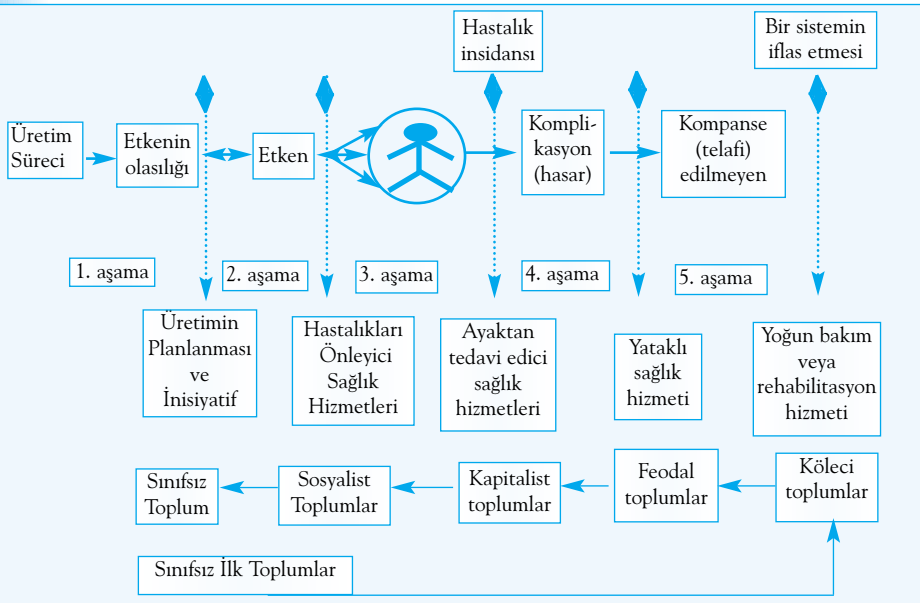 Hastalık
insidansı
Bir sistemin
iflas etmesi
Üretim
Süreci
Etkenin
olasılığı
Etken
Kompli-
kasyon
(hasar)
Kompanse
(telafi)
edilmeyen
1. aşama
2. aşama
3. aşama
4. aşama
5. aşama
Üretimin
Planlanması
ve
İnisiyatif
Hastalıkları
Önleyici
Sağlık
Hizmetleri
Ayaktan
tedavi edici
sağlık
hizmetleri
Yataklı
sağlık
hizmeti
Yoğun bakım
veya
rehabilitasyon
hizmeti
Sınıfsız
Toplum
Sosyalist
Toplumlar
Kapitalist
toplumlar
Feodal
toplumlar
Köleci
toplumlar
Sınıfsız İlk Toplumlar